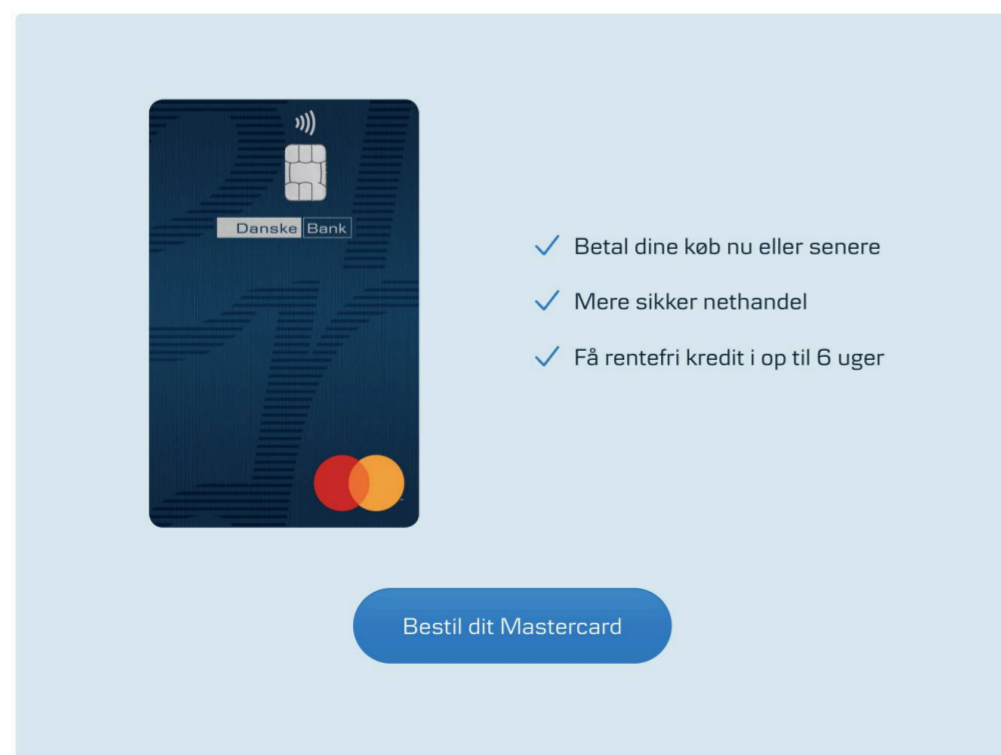 Danske Bank
Betal dine køb nu eller senere
Mere sikker nethandel
Få rentefri kredit i op til 6 uger
Bestil dit Mastercard